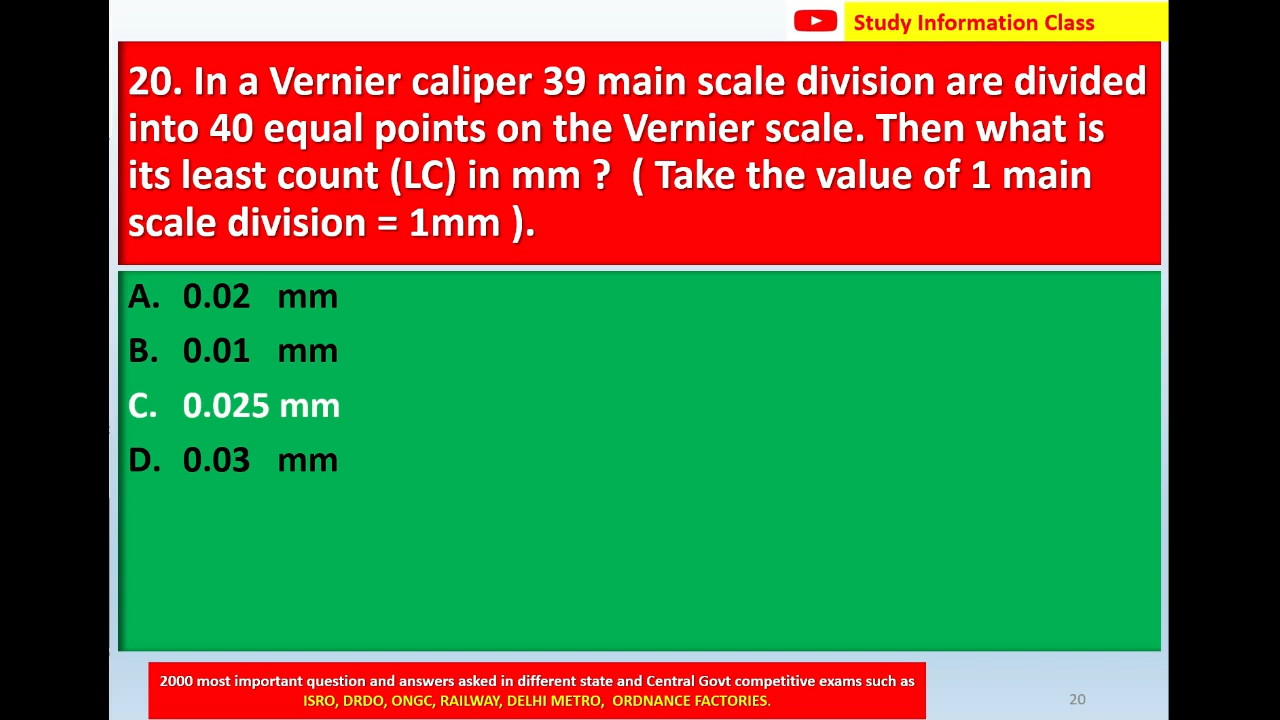 Study Information Class
20. In a Vernier caliper 39 main scale division are divided
into 40 equal points on the Vernier scale. Then what is
its least count (LC) in mm ? ( Take the value of 1 main
scale division = 1mm ).
A. 0.02 mm
B. 0.01 mm
C. 0.025 mm
D. 0.03 mm
2000 most important question and answers asked in different state and Central Govt competitive exams such as
ISRO, DRDO, ONGC, RAILWAY, DELHI METRO, ORDNANCE FACTORIES.
20